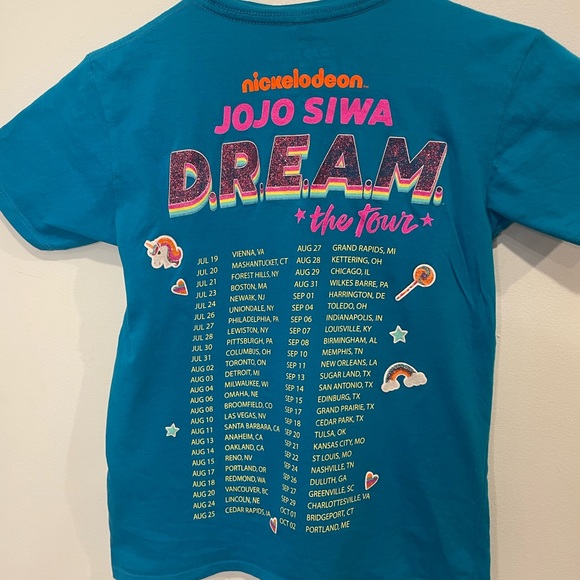 nickelodeon™
JOJO SIWA
D.R.E.A.M.
the tour
JUL 19 VIENNA, VA
JUL 20 MASHANTUCKET, CT
JUL 21 FOREST HILLS, NY
JUL 23 BOSTON, MA
JUL 24 NEWARK, NJ
JUL 26 UNIONDALE, NY
JUL 27 PHILADELPHIA, PA
JUL 28 LEWISTON, NY
JUL 30 PITTSBURGH, PA
JUL 31 COLUMBUS, OH
AUG 02 TORONTO, ON
AUG 03 DETROIT, MI
AUG 04 MILWAUKEE, WI
AUG 06 OMAHA, NE
AUG 08 BROOMFIELD, CO
AUG 10 LAS VEGAS, NV
AUG 11 SANTA BARBARA, CA
AUG 13 ANAHEIM, CA
AUG 14 OAKLAND, CA
AUG 15 RENO, NV
AUG 17 PORTLAND, OR
AUG 18 REDMOND, WA
AUG 20 VANCOUVER, BC
AUG 24 LINCOLN, NE
AUG 25 CEDAR RAPIDS, IA
AUG 27 GRAND RAPIDS, MI
AUG 28 KETTERING, OH
AUG 29 CHICAGO, IL
AUG 31 WILKES BARRE, PA
SEP 01 HARRINGTON, DE
SEP 04 TOLEDO, OH
SEP 06 INDIANAPOLIS, IN
SEP 07 LOUISVILLE, KY
SEP 08 BIRMINGHAM, AL
SEP 10 MEMPHIS, TN
SEP 11 NEW ORLEANS, LA
SEP 13 SUGAR LAND, TX
SEP 14 SAN ANTONIO, TX
SEP 15 EDINBURG, TX
SEP 17 GRAND PRAIRIE, TX
SEP 18 CEDAR PARK, TX
SEP 20 TULSA, OK
SEP 21 KANSAS CITY, MO
SEP 22 ST LOUIS, MO
SEP 24 NASHVILLE, TN
SEP 26 DULUTH, GA
SEP 27 GREENVILLE, SC
SEP 29 CHARLOTTESVILLE, VA
OCT 01 BRIDGEPORT, CT
OCT 02 PORTLAND, ME